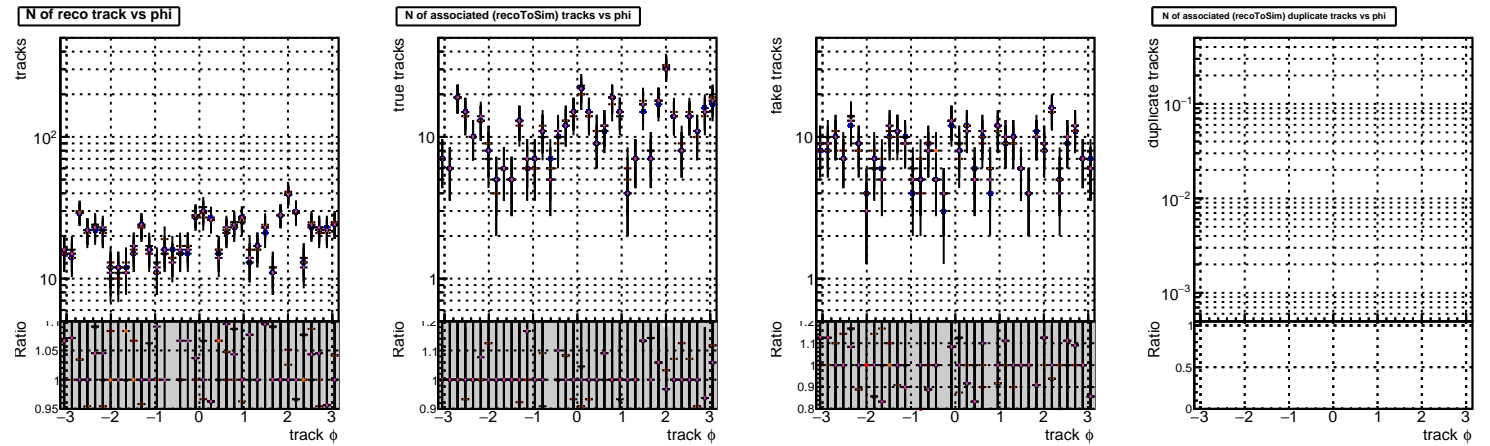 N of reco track vs phi
tracks
10²
10
Ratio
1.1
1.05
1
0.95
−3 −2 −1 0 1 2 3
track ϕ
N of associated (recoToSim) tracks vs phi
true tracks
10
1
Ratio
1.2
1.1
1
0.9
−3 −2 −1 0 1 2 3
track ϕ
fake tracks
10
1
Ratio
1.2
1.1
1
0.9
0.8
−3 −2 −1 0 1 2 3
track ϕ
N of associated (recoToSim) duplicate tracks vs phi
duplicate tracks
10⁻¹
10⁻²
10⁻³
Ratio
1
0.5
0
−3 −2 −1 0 1 2 3
track ϕ